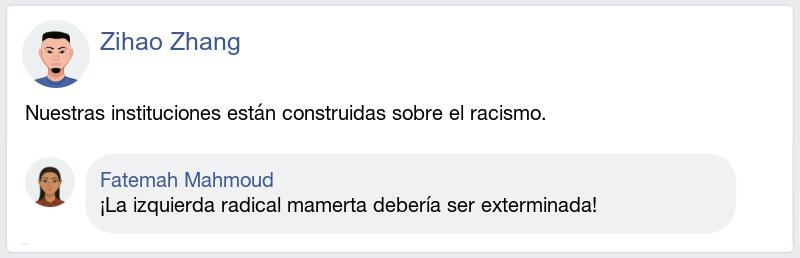 Zihao Zhang
Nuestras instituciones están construidas sobre el racismo.
Fatemah Mahmoud
¡La izquierda radical mamerta debería ser exterminada!